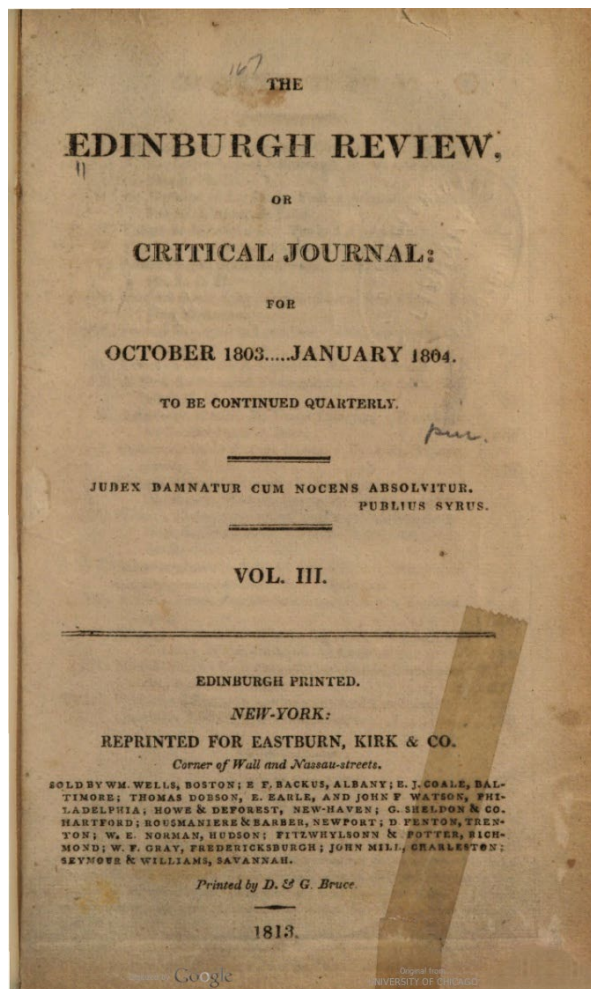 167
THE
EDINBURGH REVIEW,
OR
CRITICAL JOURNAL:
FOR
OCTOBER 1803.....JANUARY 1804.
TO BE CONTINUED QUARTERLY.
pur.
JUDEX DAMNATUR CUM NOCENS ABSOLVITUR.
PUBLIUS SYRUS.
VOL. III.
EDINBURGH PRINTED.
NEW-YORK:
REPRINTED FOR EASTBURN, KIRK & CO.
Corner of Wall and Nassau-streets.
SOLD BY WM. WELLS, BOSTON; E F. BACKUS, ALBANY; E. J. COALE, BAL-
TIMORE; THOMAS DOBSON, E. EARLE, AND JOHN F WATSON, PHI-
LADELPHIA; HOWE & DEFOREST, NEW-HAVEN; G. SHELDON & CO.
HARTFORD; ROUSMANIERE & BARBER, NEWPORT; D. FENTON, TREN-
TON; W. E. NORMAN, HUDSON; FITZWHYLSONN & POTTER, RICH-
MOND; W. F. GRAY, FREDERICKSBURGH; JOHN MILL, CHARLESTON;
SEYMOUR & WILLIAMS, SAVANNAH.
Printed by D. & G. Bruce.
1813.
Google
Original from
UNIVERSITY OF CHICAGO